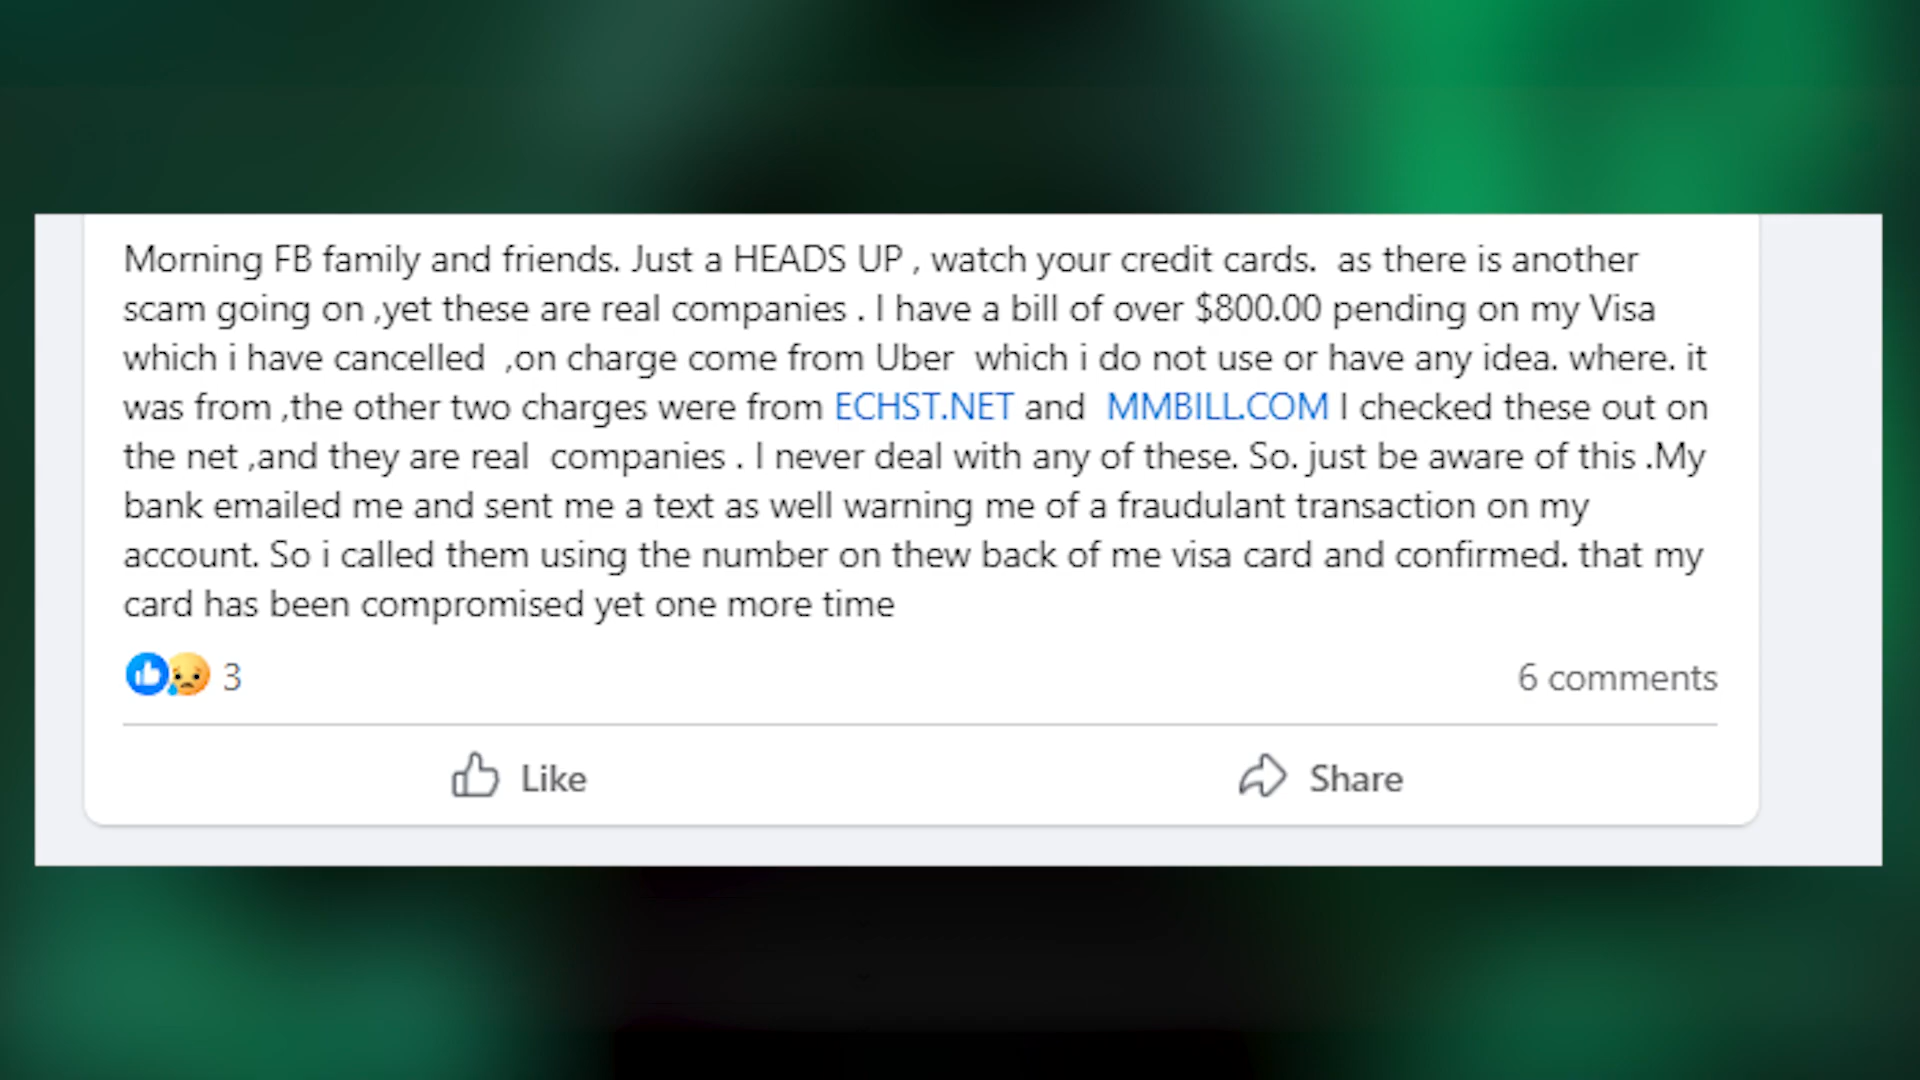 Morning FB family and friends. Just a HEADS UP , watch your credit cards.  as there is another
scam going on ,yet these are real companies . I have a bill of over $800.00 pending on my Visa
which i have cancelled  ,on charge come from Uber  which i do not use or have any idea. where. it
was from ,the other two charges were from ECHST.NET and  MMBILL.COM I checked these out on
the net ,and they are real  companies . I never deal with any of these. So. just be aware of this .My
bank emailed me and sent me a text as well warning me of a fraudulant transaction on my
account. So i called them using the number on thew back of me visa card and confirmed. that my
card has been compromised yet one more time
3
6 comments
Like
Share